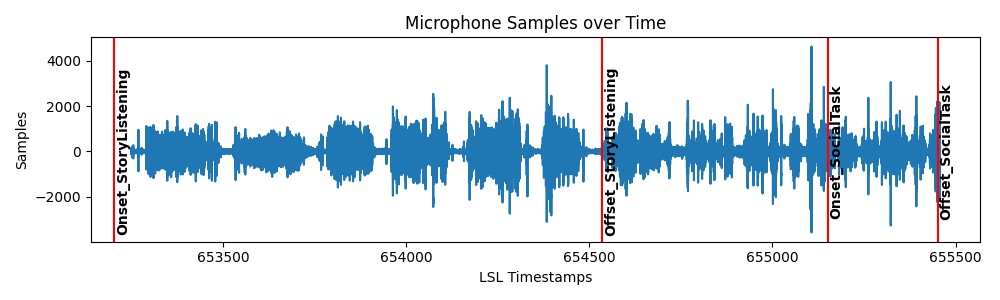 Microphone Samples over Time
Samples
4000
2000
0
−2000
Onset_StoryListening
Offset_StoryListening
Onset_SocialTask
Offset_SocialTask
653500
654000
654500
655000
655500
LSL Timestamps